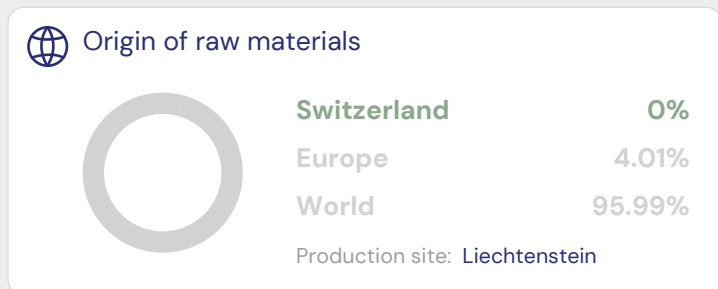 Origin of raw materials
Switzerland 0%
Europe 4.01%
World 95.99%
Production site: Liechtenstein